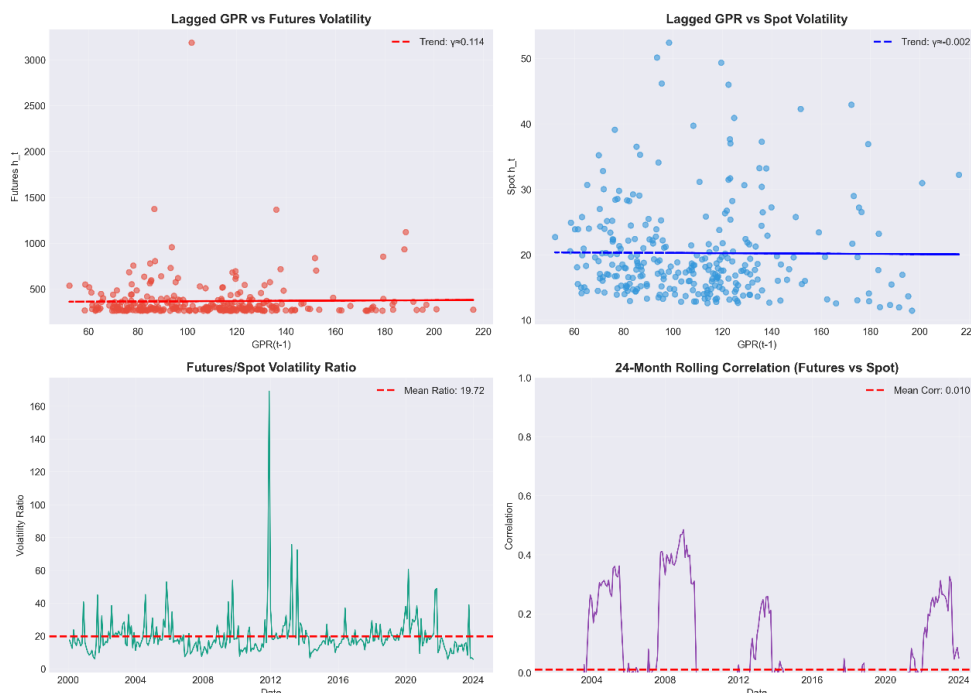 Lagged GPR vs Futures Volatility
Trend: γ≈0.114
3000
2500
2000
1500
1000
500
Futures h_t
60 80 100 120 140 160 180 200 220
GPR(t-1)
Lagged GPR vs Spot Volatility
Trend: γ≈-0.002
50
40
30
20
10
Spot h_t
60 80 100 120 140 160 180 200
GPR(t-1)
Futures/Spot Volatility Ratio
Mean Ratio: 19.72
160
140
120
100
80
60
40
20
0
Volatility Ratio
2000 2004 2008 2012 2016 2020 2024
24-Month Rolling Correlation (Futures vs Spot)
Mean Corr: 0.010
1.0
0.8
0.6
0.4
0.2
0.0
Correlation
2004 2008 2012 2016 2020 2024